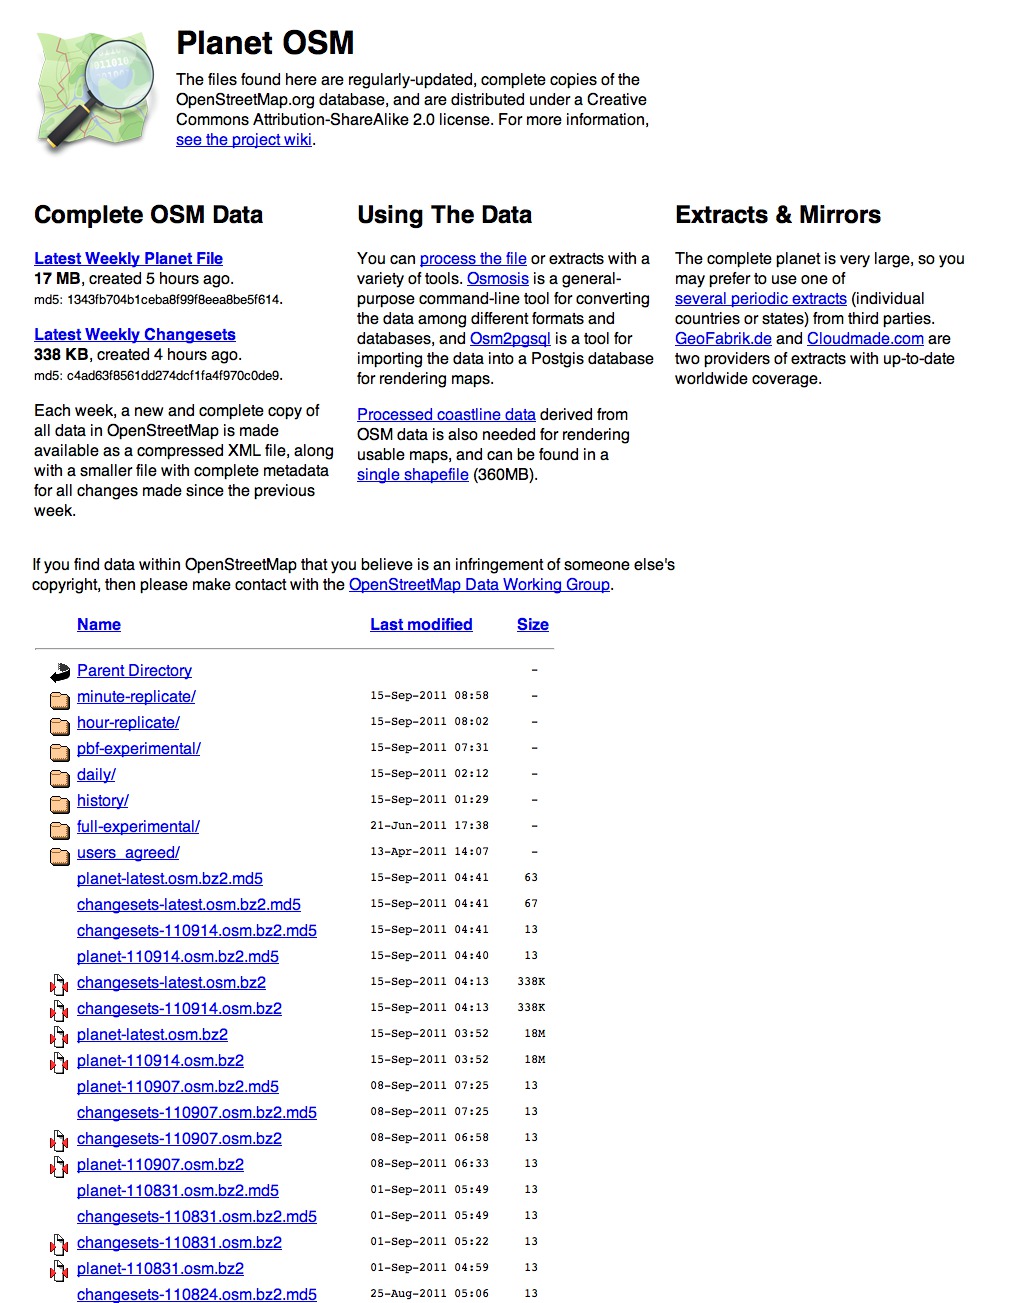 Planet OSM
The files found here are regularly-updated, complete copies of the
OpenStreetMap.org database, and are distributed under a Creative
Commons Attribution-ShareAlike 2.0 license. For more information,
see the project wiki.
Complete OSM Data
Latest Weekly Planet File
17 MB, created 5 hours ago.
md5: 1343fb704b1ceba8f99f8eea8be5f614.
Latest Weekly Changesets
338 KB, created 4 hours ago.
md5: c4ad63f8561dd274dcf1fa4f970c0de9.
Each week, a new and complete copy of
all data in OpenStreetMap is made
available as a compressed XML file, along
with a smaller file with complete metadata
for all changes made since the previous
week.
Using The Data
You can process the file or extracts with a
variety of tools. Osmosis is a general-
purpose command-line tool for converting
the data among different formats and
databases, and Osm2pgsql is a tool for
importing the data into a Postgis database
for rendering maps.
Processed coastline data derived from
OSM data is also needed for rendering
usable maps, and can be found in a
single shapefile (360MB).
Extracts & Mirrors
The complete planet is very large, so you
may prefer to use one of
several periodic extracts (individual
countries or states) from third parties.
GeoFabrik.de and Cloudmade.com are
two providers of extracts with up-to-date
worldwide coverage.
If you find data within OpenStreetMap that you believe is an infringement of someone else's
copyright, then please make contact with the OpenStreetMap Data Working Group.
Name Last modified Size
Parent Directory -
minute-replicate/ 15-Sep-2011 08:58 -
hour-replicate/ 15-Sep-2011 08:02 -
pbf-experimental/ 15-Sep-2011 07:31 -
daily/ 15-Sep-2011 02:12 -
history/ 15-Sep-2011 01:29 -
full-experimental/ 21-Jun-2011 17:38 -
users_agreed/ 13-Apr-2011 14:07 -
planet-latest.osm.bz2.md5 15-Sep-2011 04:41 63
changesets-latest.osm.bz2.md5 15-Sep-2011 04:41 67
changesets-110914.osm.bz2.md5 15-Sep-2011 04:41 13
planet-110914.osm.bz2.md5 15-Sep-2011 04:40 13
changesets-latest.osm.bz2 15-Sep-2011 04:13 338K
changesets-110914.osm.bz2 15-Sep-2011 04:13 338K
planet-latest.osm.bz2 15-Sep-2011 03:52 18M
planet-110914.osm.bz2 15-Sep-2011 03:52 18M
planet-110907.osm.bz2.md5 08-Sep-2011 07:25 13
changesets-110907.osm.bz2.md5 08-Sep-2011 07:25 13
changesets-110907.osm.bz2 08-Sep-2011 06:58 13
planet-110907.osm.bz2 08-Sep-2011 06:33 13
planet-110831.osm.bz2.md5 01-Sep-2011 05:49 13
changesets-110831.osm.bz2.md5 01-Sep-2011 05:49 13
changesets-110831.osm.bz2 01-Sep-2011 05:22 13
planet-110831.osm.bz2 01-Sep-2011 04:59 13
changesets-110824.osm.bz2.md5 25-Aug-2011 05:06 13